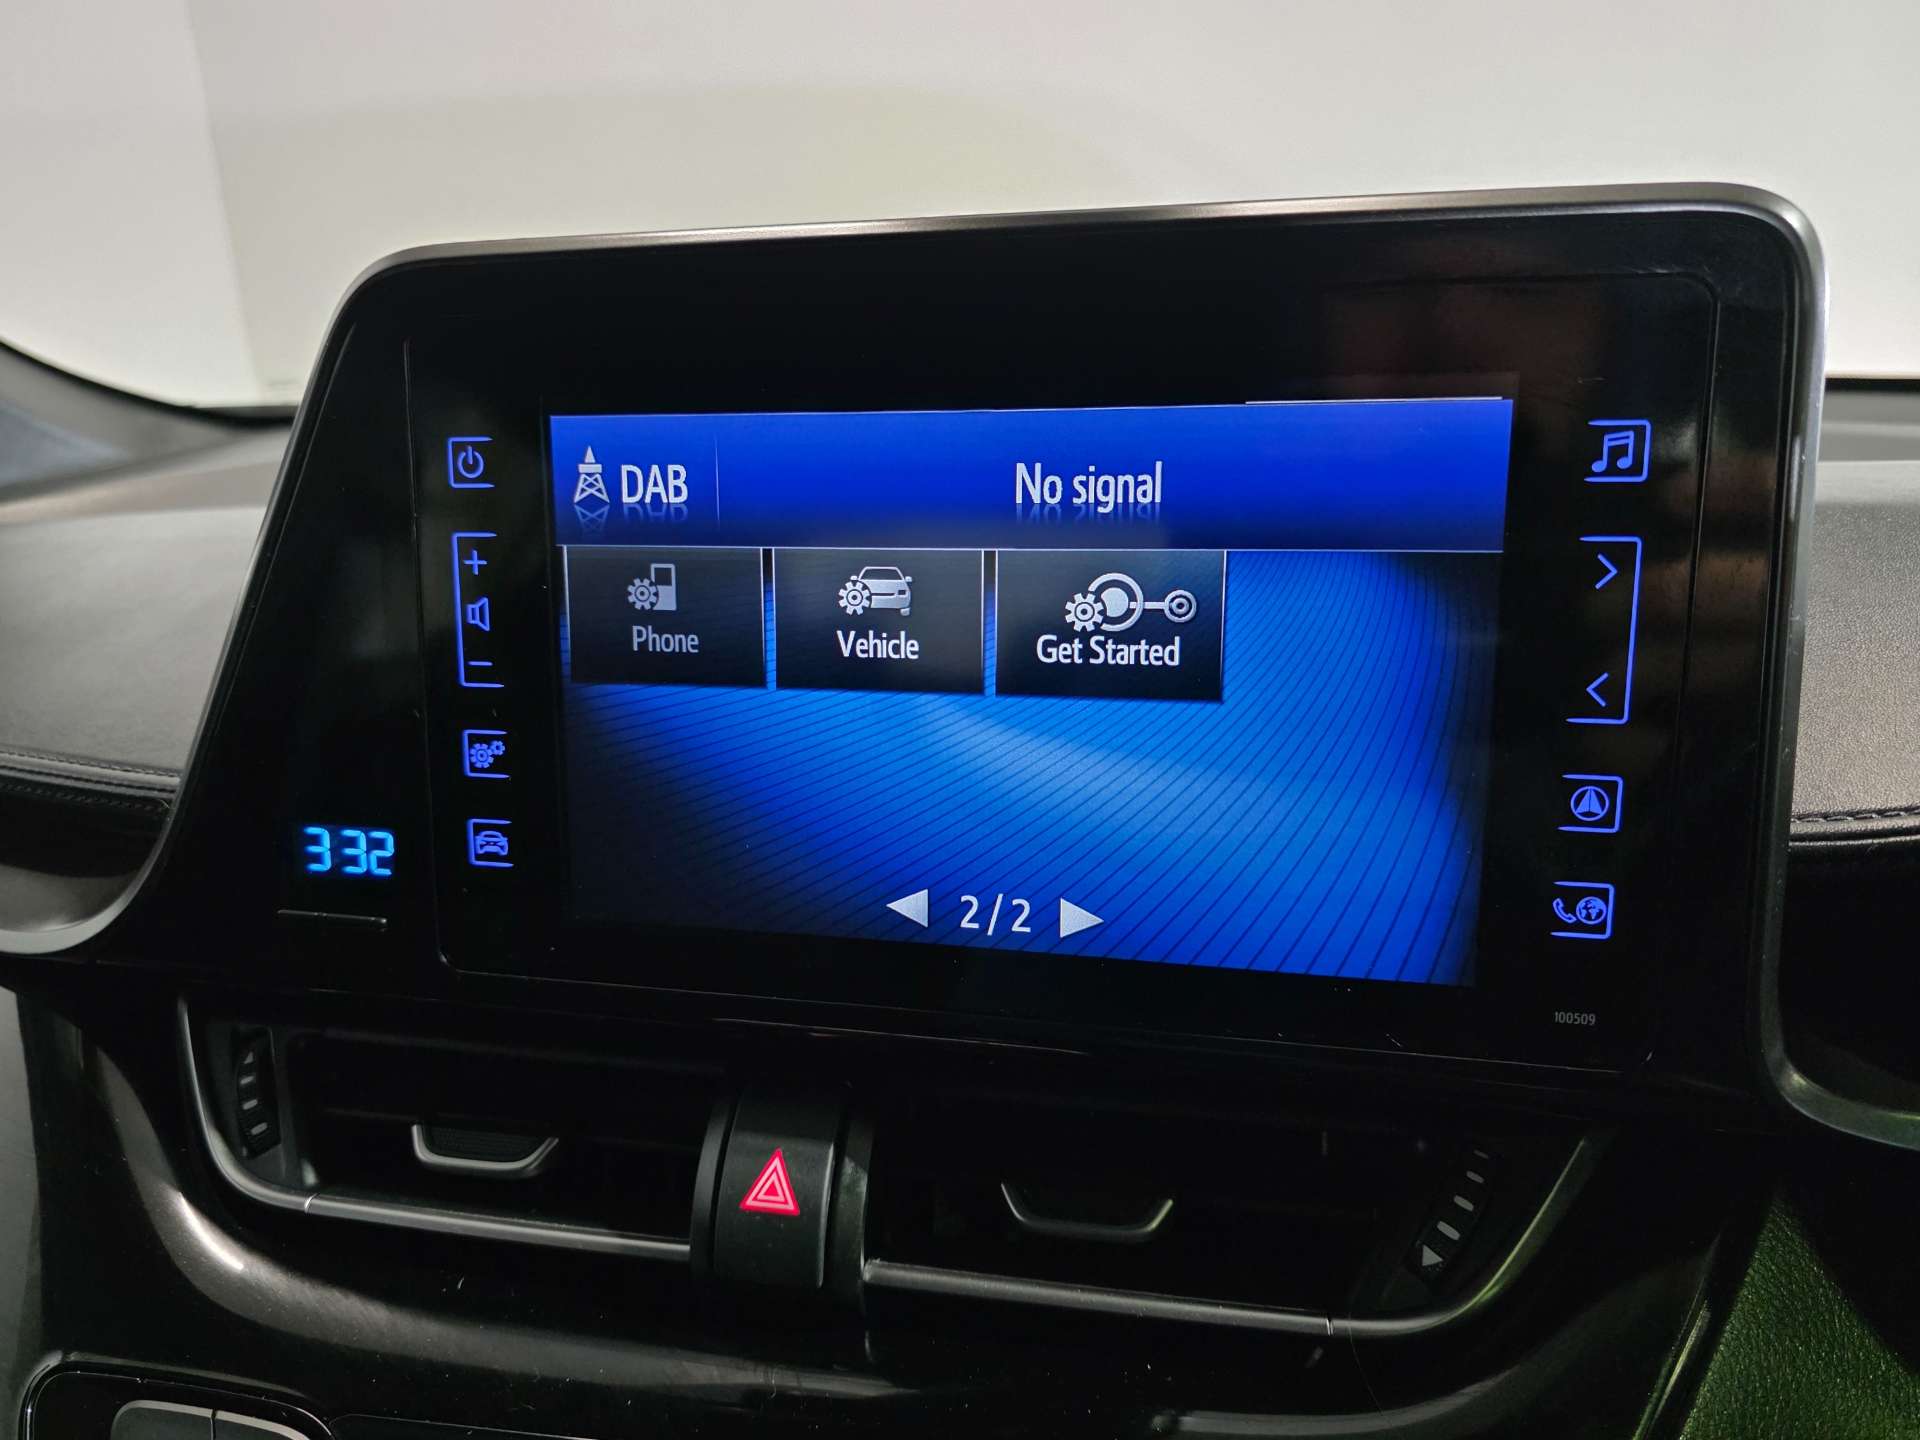 DAB No signal
Phone Vehicle Get Started
3 32
2/2
100509